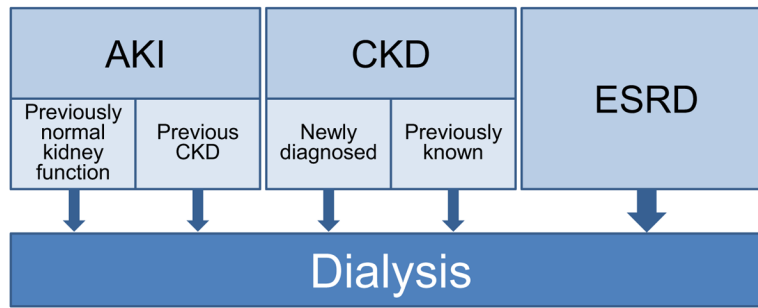 AKI
CKD
ESRD
Previously
normal
kidney
function
Previous
CKD
Newly
diagnosed
Previously
known
Dialysis